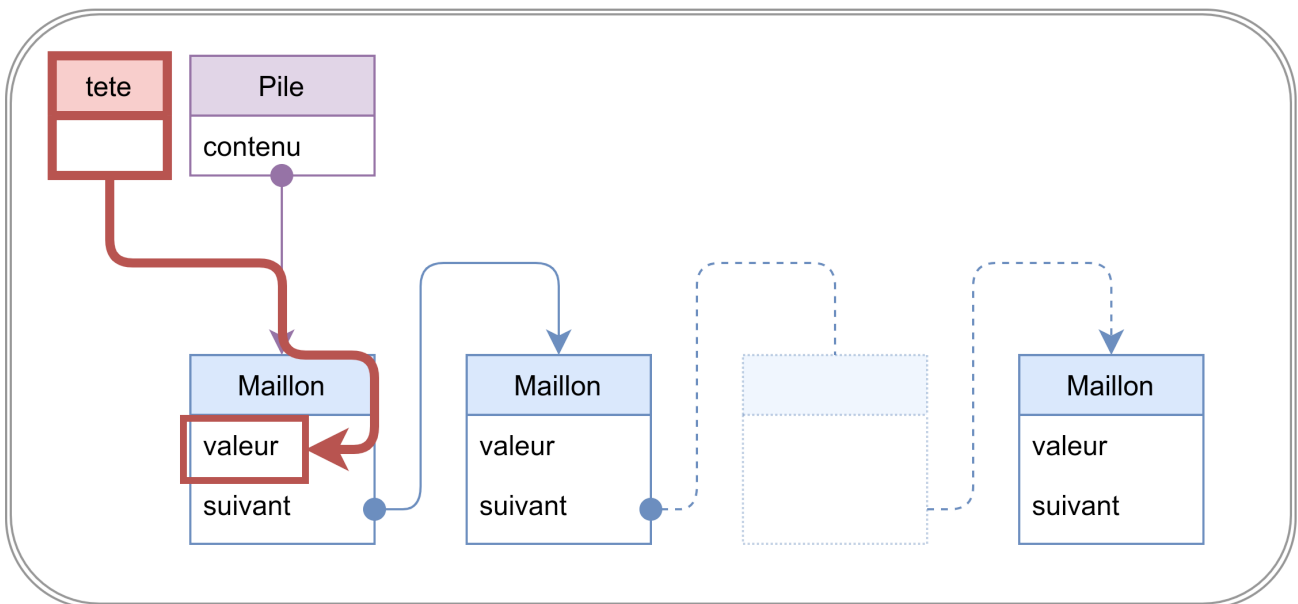 tete
Pile
contenu
Maillon
valeur
suivant
Maillon
valeur
suivant
Maillon
valeur
suivant